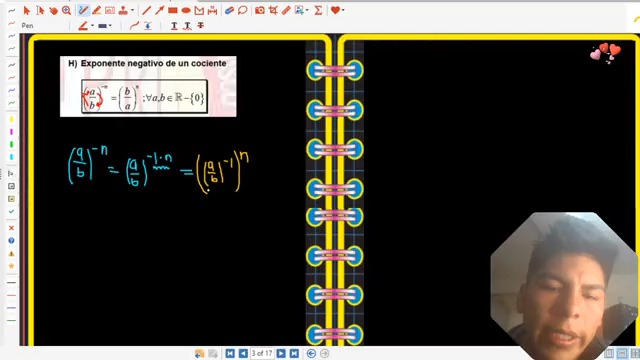 Pen
H) Exponente negativo de un cociente
(a/b)^-n = (b/a)^n ; ∀a,b ∈ ℝ - {0}
(a/b)^-n = (a/b)^-1·n = ((a/b)^-1)^n
3 of 17